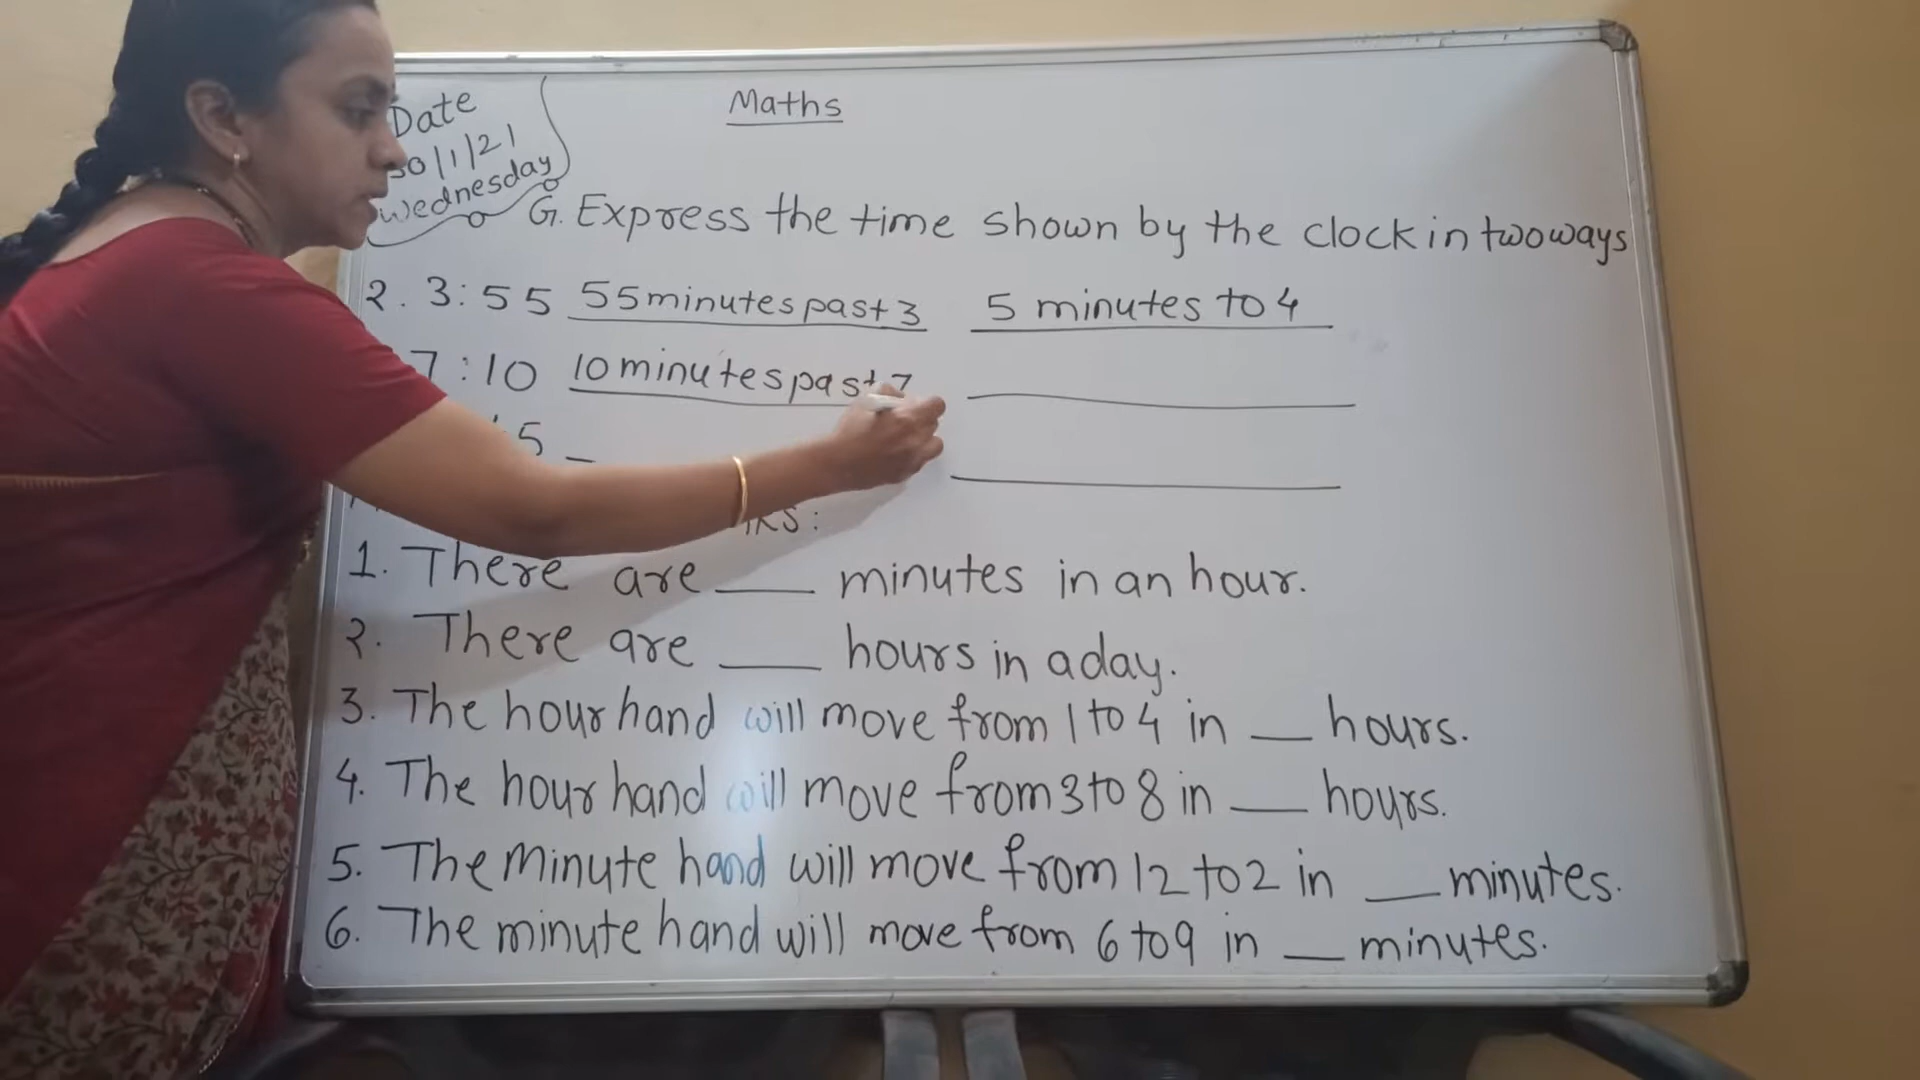 Maths
Date
30/1/21
Wednesday
G. Express the time shown by the clock in two ways
2. 3:55 55 minutes past 3 5 minutes to 4
7:10 10 minutes past 7
5
1. There are ___ minutes in an hour.
2. There are ___ hours in a day.
3. The hour hand will move from 1 to 4 in __ hours.
4. The hour hand will move from 3 to 8 in ___ hours.
5. The Minute hand will move from 12 to 2 in ___ minutes.
6. The minute hand will move from 6 to 9 in __ minutes.